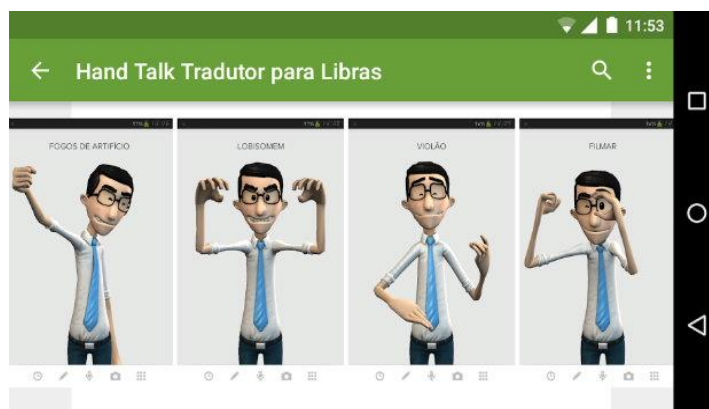 11:53
Hand Talk Tradutor para Libras
FOGOS DE ARTIFÍCIO
LOBISOMEM
VIOLÃO
FILMAR